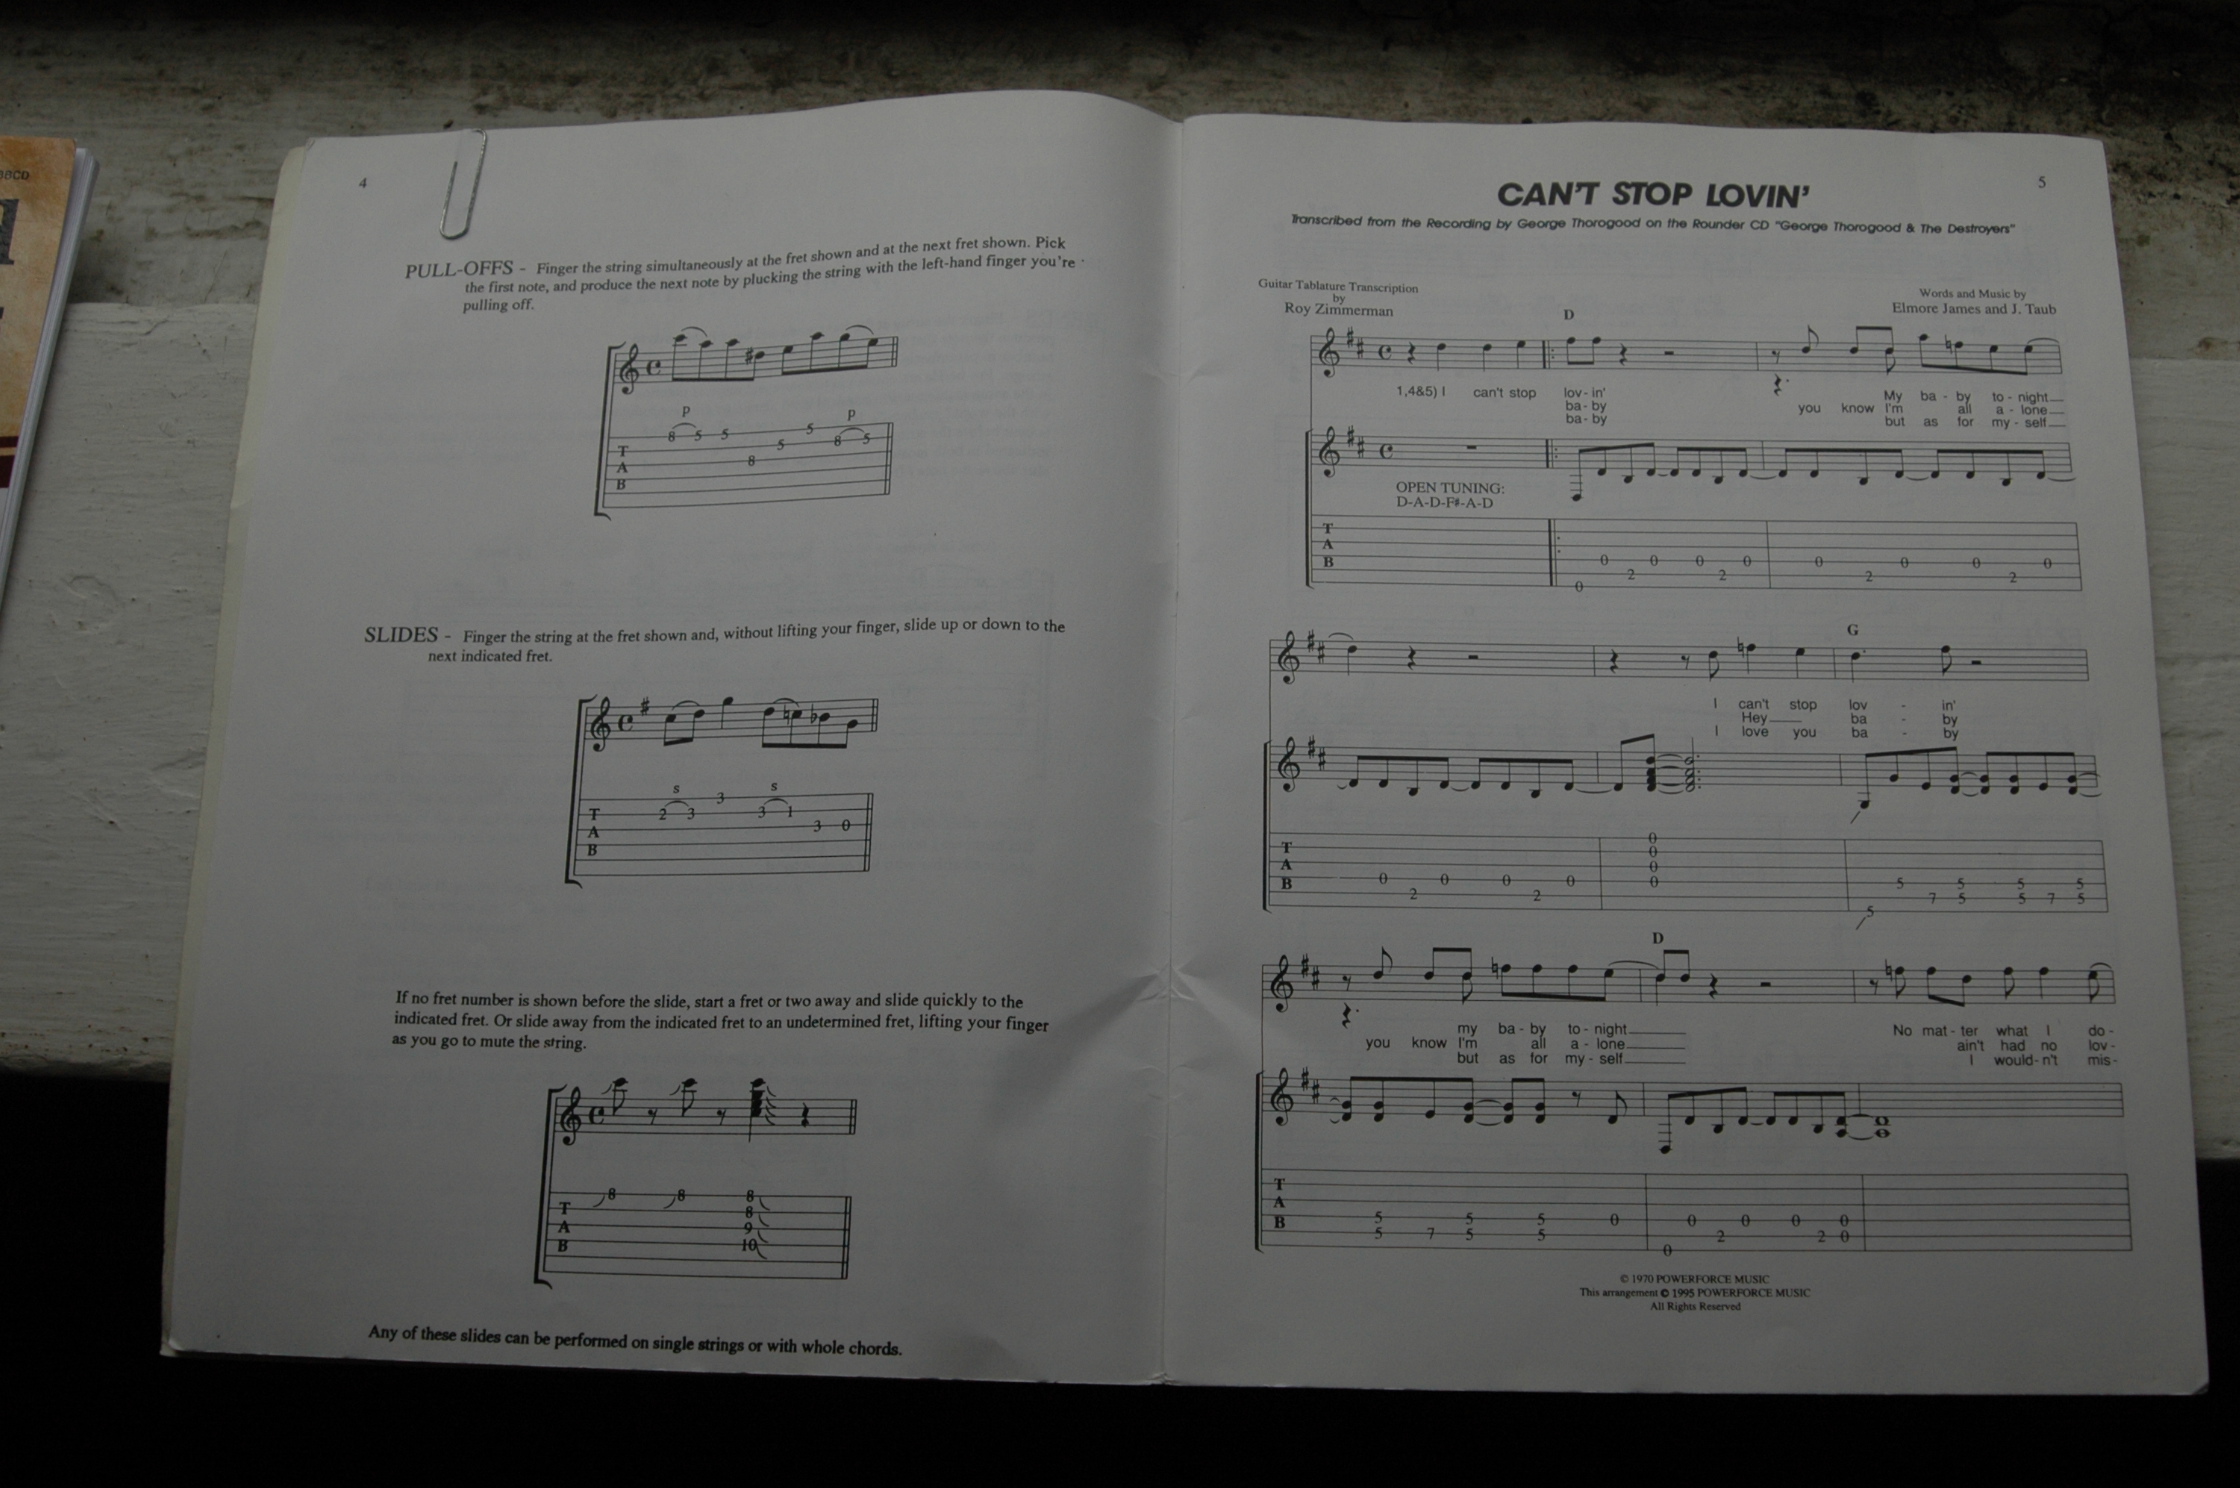 98CD
4
PULL-OFFS - Finger the string simultaneously at the fret shown and at the next fret shown. Pick
the first note, and produce the next note by plucking the string with the left-hand finger you're
pulling off.
P P
8 5 5 8 5 5 8 5
T
A
B
SLIDES - Finger the string at the fret shown and, without lifting your finger, slide up or down to the
next indicated fret.
s s
2 3 3 3 1 3 0
T
A
B
If no fret number is shown before the slide, start a fret or two away and slide quickly to the
indicated fret. Or slide away from the indicated fret to an undetermined fret, lifting your finger
as you go to mute the string.
8 8 8
8
9
10
T
A
B
Any of these slides can be performed on single strings or with whole chords.
5
CAN'T STOP LOVIN'
Transcribed from the Recording by George Thorogood on the Rounder CD "George Thorogood & The Destroyers"
Guitar Tablature Transcription
by
Roy Zimmerman
Words and Music by
Elmore James and J. Taub
D
1,4&5) I can't stop lov-in' My ba - by to - night
ba-by you know I'm all a - lone
ba-by but as for my - self
OPEN TUNING:
D-A-D-F#-A-D
T
A
B
0 0 2 0 0 2 0 0 2 0 0 2 0
G
I can't stop lov - in'
Hey ba - by
I love you ba - by
T
A
B
0 2 0 0 2 0
0
0
0
0
5 5 7 5 5 7 5
5 5 5
D
my ba - by to - night No mat - ter what I do -
you know I'm all a - lone ain't had no lov -
but as for my - self I would-n't mis -
T
A
B
5 5 5 0 0 2 0 0 2 0
5 7 5 5 0 0
© 1970 POWERFORCE MUSIC
This arrangement © 1995 POWERFORCE MUSIC
All Rights Reserved